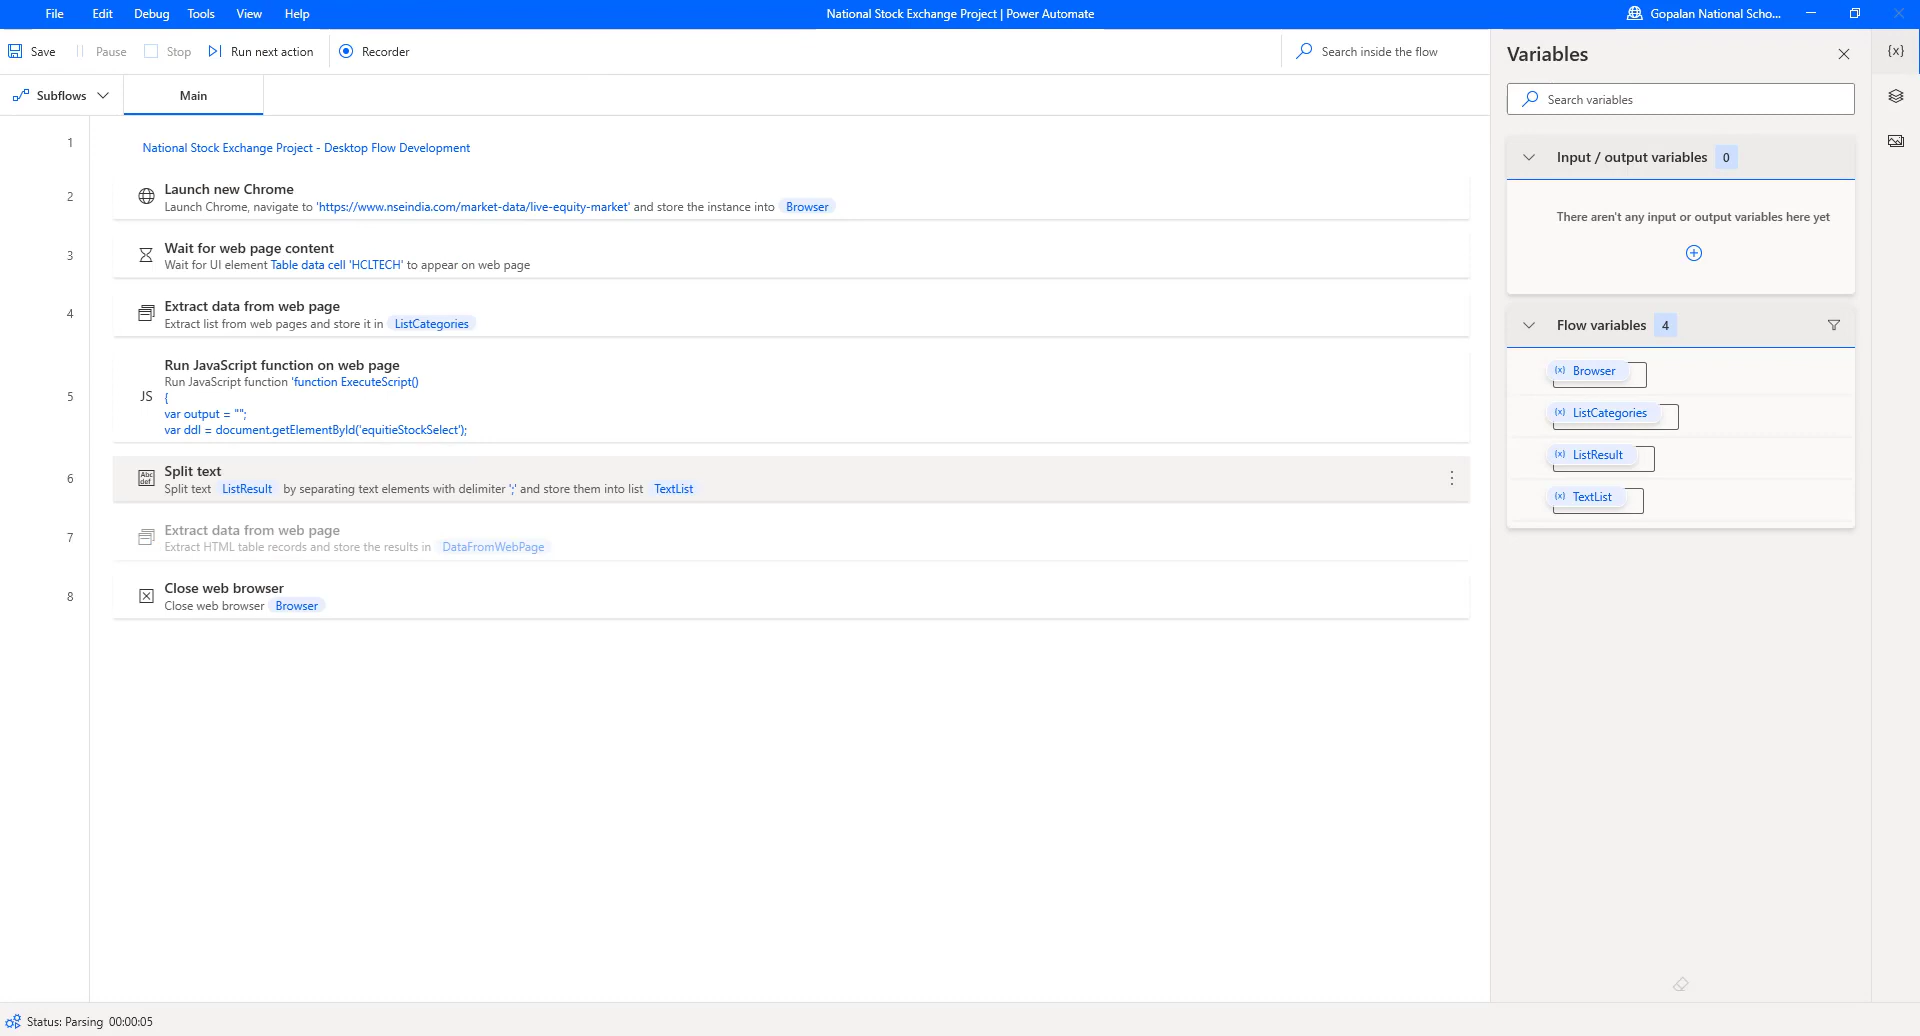 File Edit Debug Tools View Help
National Stock Exchange Project | Power Automate
Gopalan National Scho...
Save Pause Stop Run next action Recorder
Search inside the flow
Subflows Main
1 National Stock Exchange Project - Desktop Flow Development
2 Launch new Chrome
Launch Chrome, navigate to 'https://www.nseindia.com/market-data/live-equity-market' and store the instance into Browser
3 Wait for web page content
Wait for UI element Table data cell 'HCLTECH' to appear on web page
4 Extract data from web page
Extract list from web pages and store it in ListCategories
5 Run JavaScript function on web page
Run JavaScript function 'function ExecuteScript()
JS {
var output = "";
var ddl = document.getElementById('equitieStockSelect');
6 Split text
Abc def
Split text ListResult by separating text elements with delimiter ';' and store them into list TextList
7 Extract data from web page
Extract HTML table records and store the results in DataFromWebPage
8 Close web browser
Close web browser Browser
Variables
{x}
Search variables
Input / output variables 0
There aren't any input or output variables here yet
Flow variables 4
(x) Browser
(x) ListCategories
(x) ListResult
(x) TextList
Status: Parsing 00:00:05